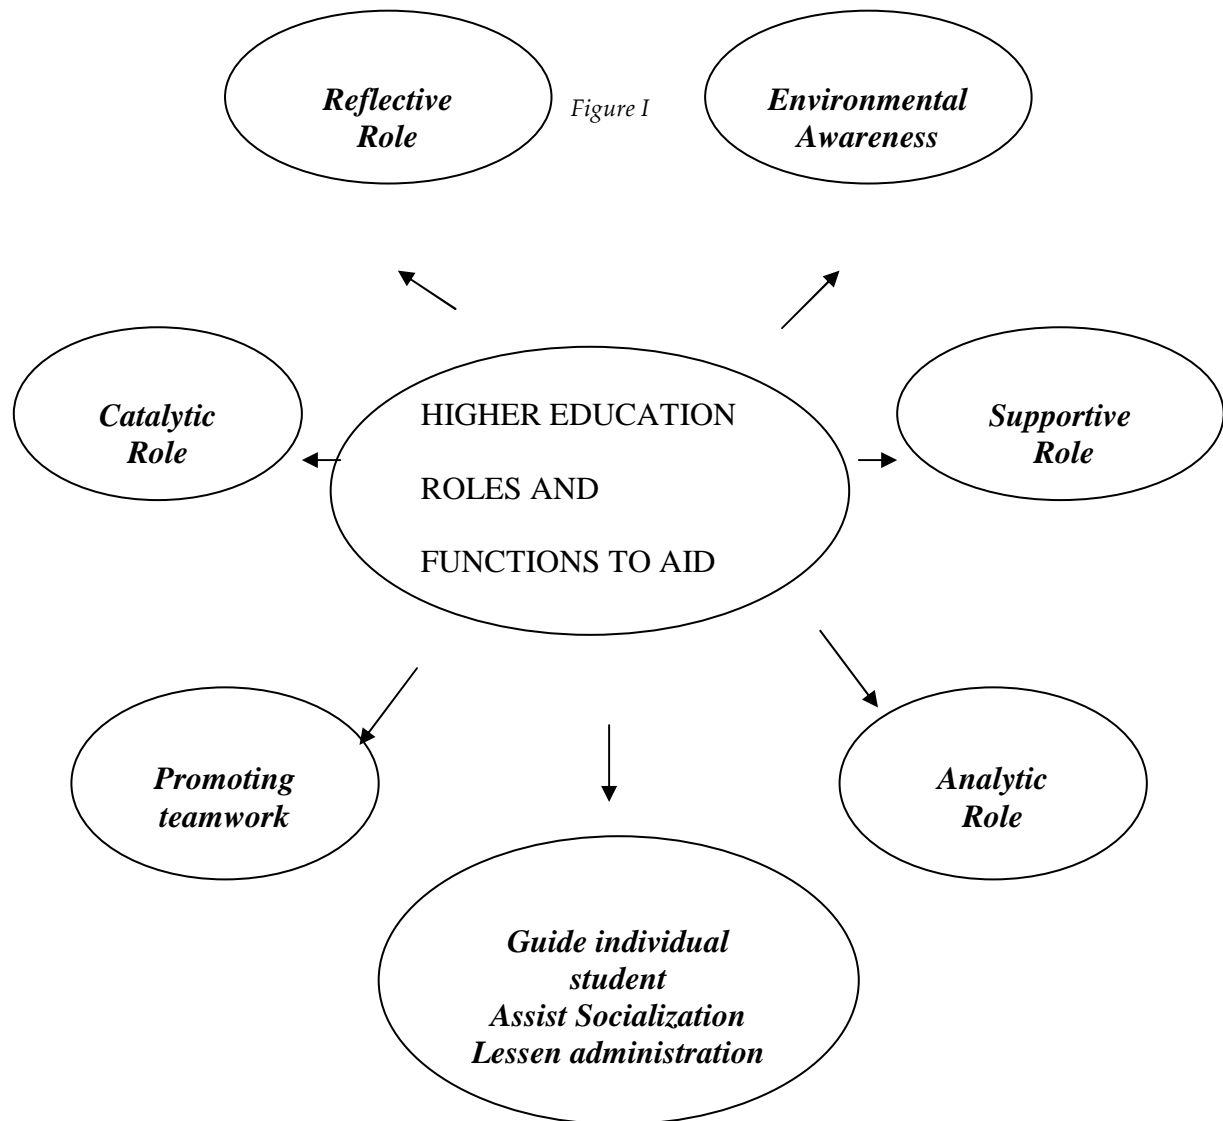 Reflective
Role
Figure I
Environmental
Awareness
Catalytic
Role
HIGHER EDUCATION
ROLES AND
FUNCTIONS TO AID
Supportive
Role
Promoting
teamwork
Analytic
Role
Guide individual
student
Assist Socialization
Lessen administration